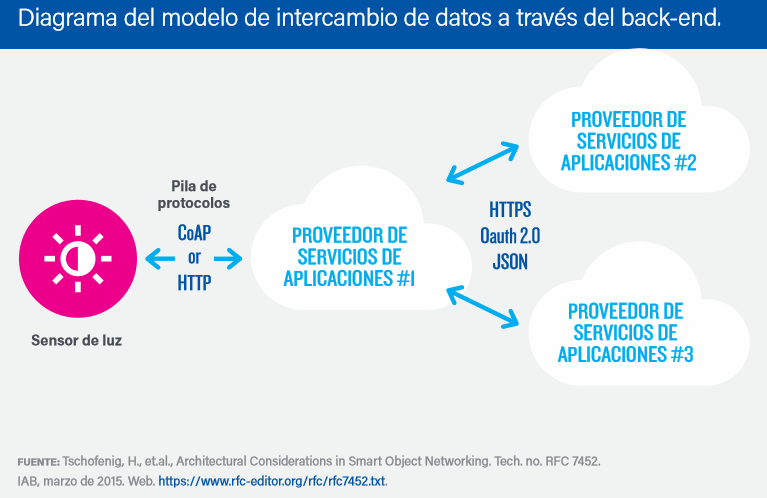 Diagrama del modelo de intercambio de datos a través del back-end.
PROVEEDOR DE
SERVICIOS DE
APLICACIONES #2
Pila de
protocolos
CoAP
or
HTTP
Sensor de luz
PROVEEDOR DE
SERVICIOS DE
APLICACIONES #1
HTTPS
Oauth 2.0
JSON
PROVEEDOR DE
SERVICIOS DE
APLICACIONES #3
FUENTE: Tschofenig, H., et.al., Architectural Considerations in Smart Object Networking. Tech. no. RFC 7452.
IAB, marzo de 2015. Web. https://www.rfc-editor.org/rfc/rfc7452.txt.